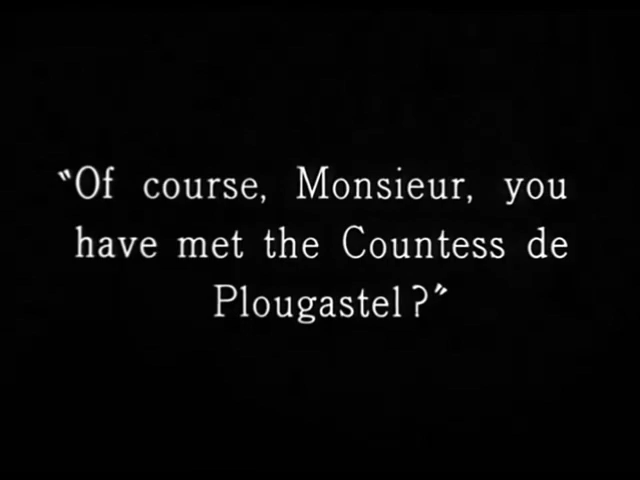 "Of course, Monsieur, you
have met the Countess de
Plougastel?"